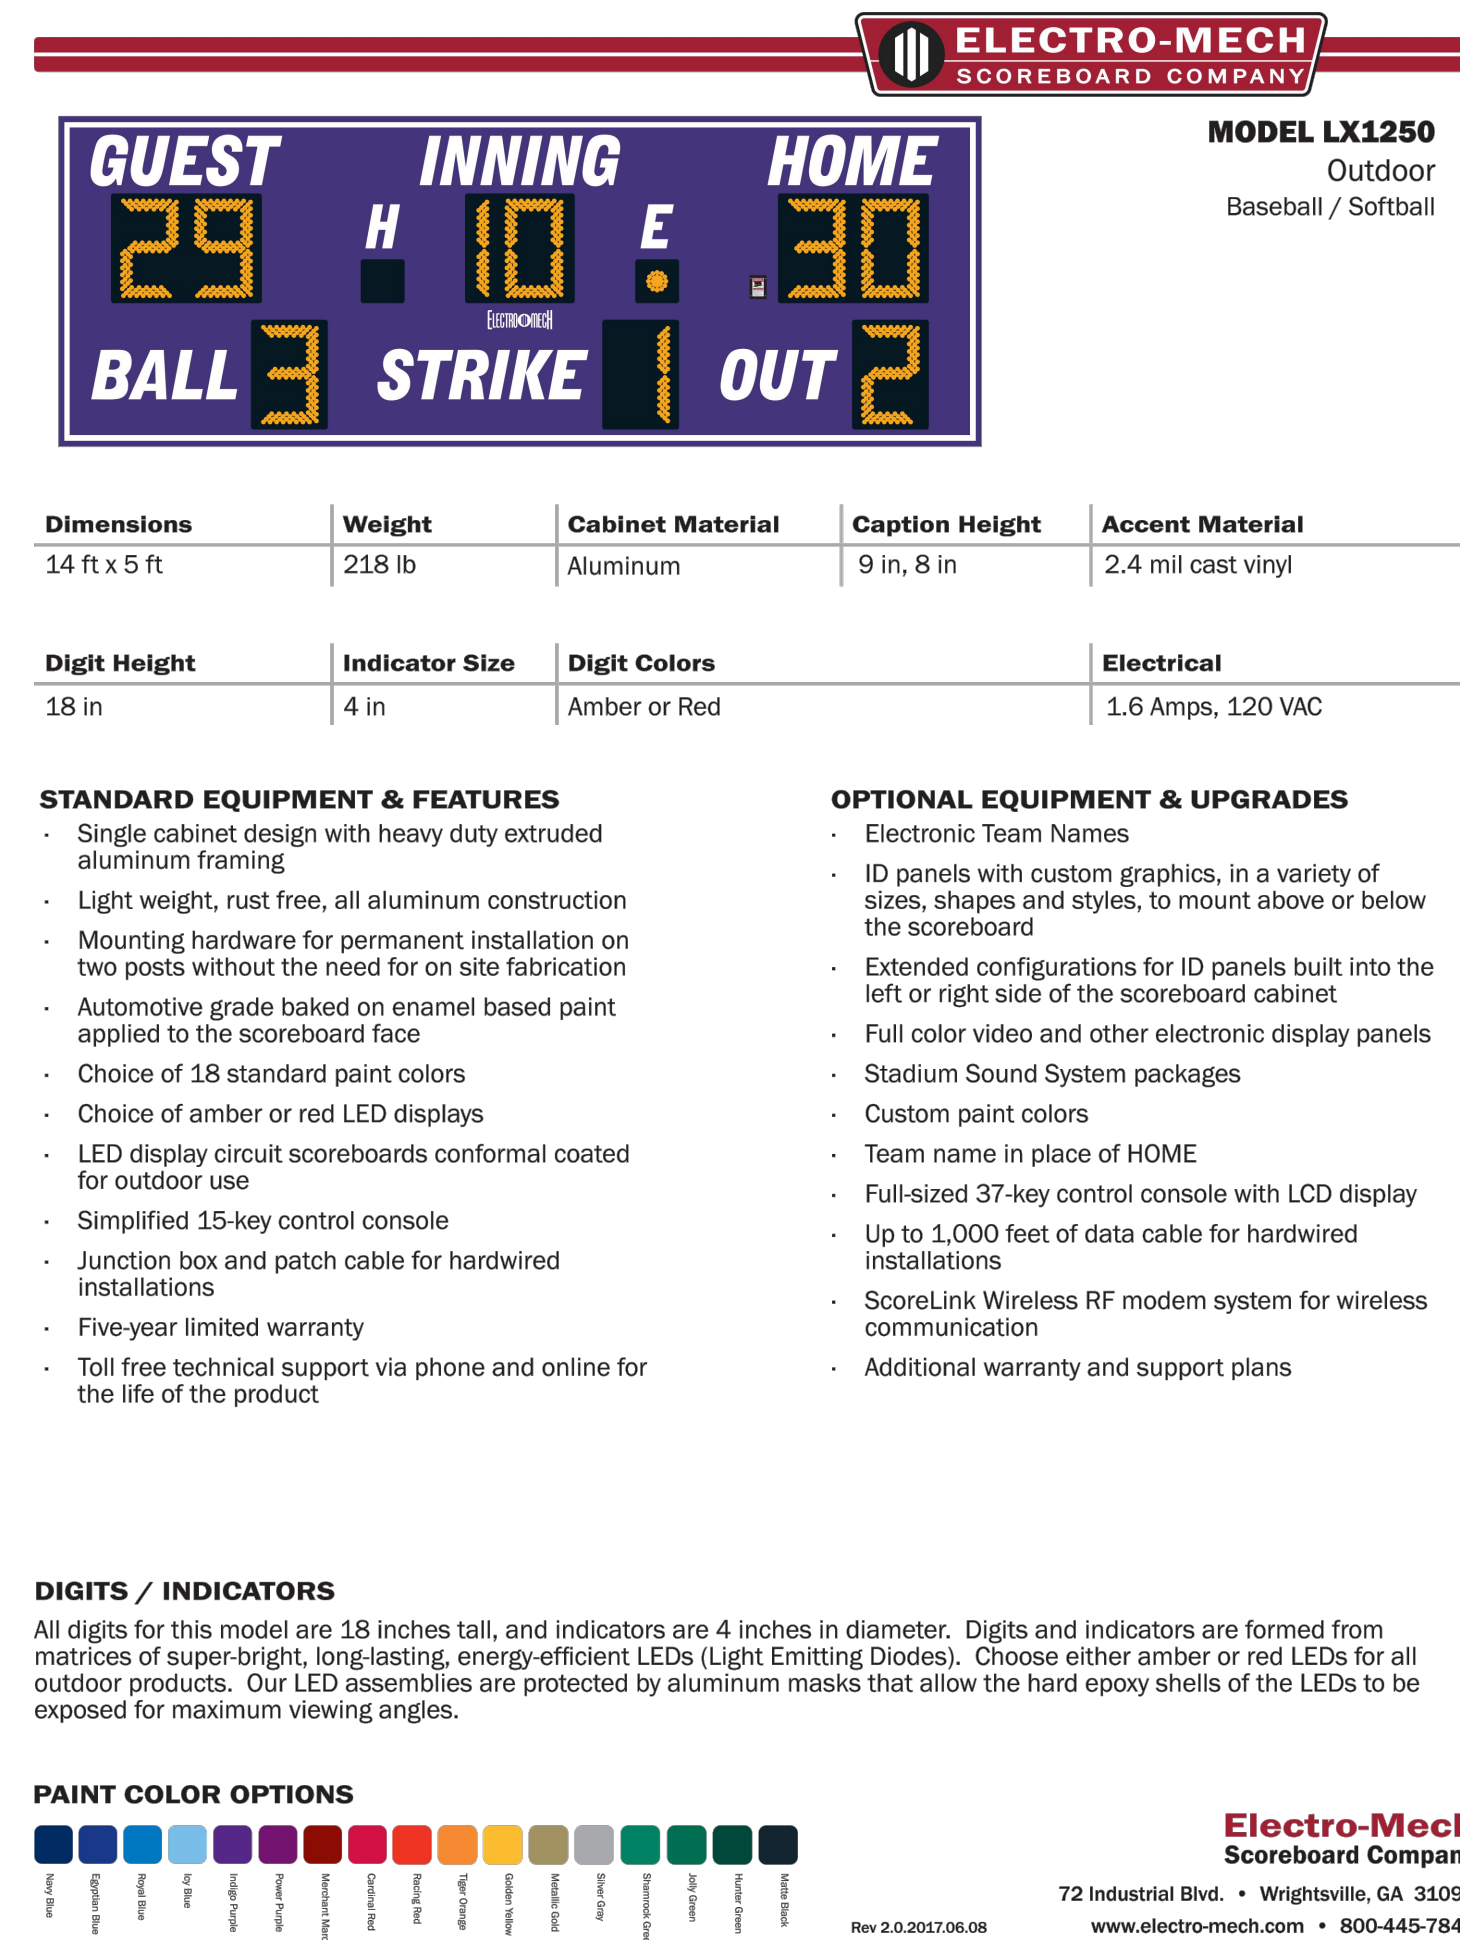 ELECTRO-MECH
SCOREBOARD COMPANY
MODEL LX1250
Outdoor
Baseball / Softball
GUEST INNING HOME
29 H 10 E 30
ELECTRO MECH
BALL 3 STRIKE 1 OUT 2
Dimensions Weight Cabinet Material Caption Height Accent Material
14 ft x 5 ft 218 lb Aluminum 9 in, 8 in 2.4 mil cast vinyl
Digit Height Indicator Size Digit Colors Electrical
18 in 4 in Amber or Red 1.6 Amps, 120 VAC
STANDARD EQUIPMENT & FEATURES
· Single cabinet design with heavy duty extruded
aluminum framing
· Light weight, rust free, all aluminum construction
· Mounting hardware for permanent installation on
two posts without the need for on site fabrication
· Automotive grade baked on enamel based paint
applied to the scoreboard face
· Choice of 18 standard paint colors
· Choice of amber or red LED displays
· LED display circuit scoreboards conformal coated
for outdoor use
· Simplified 15-key control console
· Junction box and patch cable for hardwired
installations
· Five-year limited warranty
· Toll free technical support via phone and online for
the life of the product
OPTIONAL EQUIPMENT & UPGRADES
· Electronic Team Names
· ID panels with custom graphics, in a variety of
sizes, shapes and styles, to mount above or below
the scoreboard
· Extended configurations for ID panels built into the
left or right side of the scoreboard cabinet
· Full color video and other electronic display panels
· Stadium Sound System packages
· Custom paint colors
· Team name in place of HOME
· Full-sized 37-key control console with LCD display
· Up to 1,000 feet of data cable for hardwired
installations
· ScoreLink Wireless RF modem system for wireless
communication
· Additional warranty and support plans
DIGITS / INDICATORS
All digits for this model are 18 inches tall, and indicators are 4 inches in diameter. Digits and indicators are formed from
matrices of super-bright, long-lasting, energy-efficient LEDs (Light Emitting Diodes). Choose either amber or red LEDs for all
outdoor products. Our LED assemblies are protected by aluminum masks that allow the hard epoxy shells of the LEDs to be
exposed for maximum viewing angles.
PAINT COLOR OPTIONS
Navy Blue
Egyptian Blue
Royal Blue
Icy Blue
Indigo Purple
Power Purple
Merchant Maro
Cardinal Red
Racing Red
Tiger Orange
Golden Yellow
Metallic Gold
Silver Gray
Shamrock Gree
Jolly Green
Hunter Green
Matte Black
Rev 2.0.2017.06.08
Electro-Mech
Scoreboard Compan
72 Industrial Blvd. • Wrightsville, GA 3109
www.electro-mech.com • 800-445-784